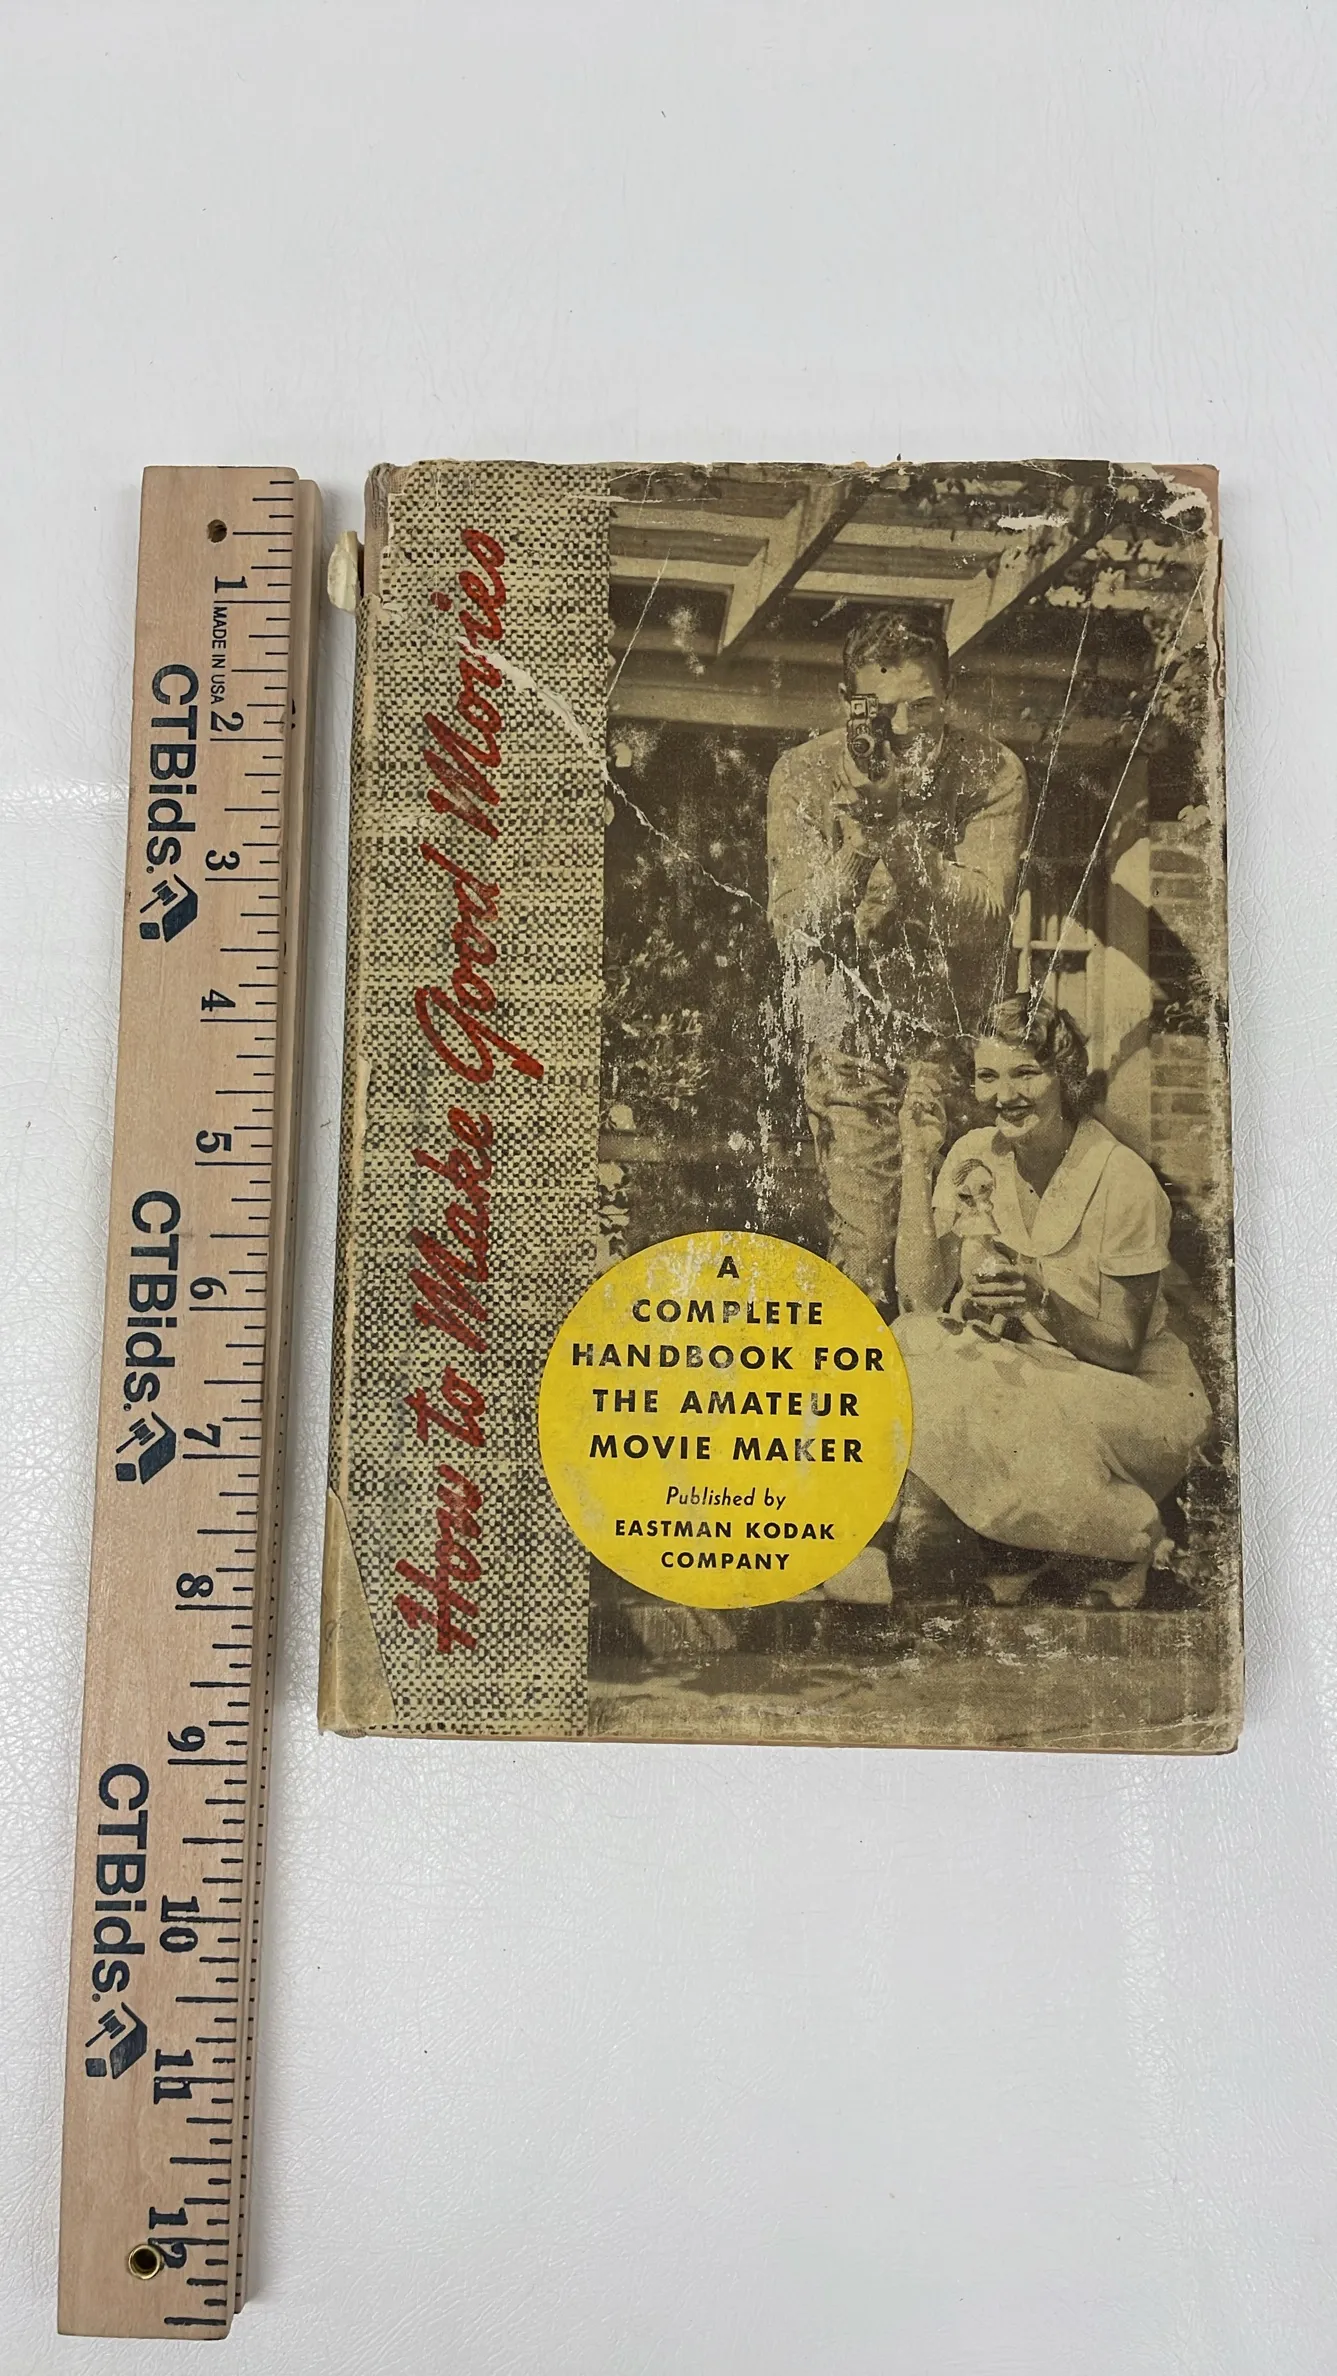 1
MADE IN USA
2
3
4
5
6
7
8
9
10
11
12
CTBids.
CTBids.
CTBids.
How to Make Good Movies
A
COMPLETE
HANDBOOK FOR
THE AMATEUR
MOVIE MAKER
Published by
EASTMAN KODAK
COMPANY